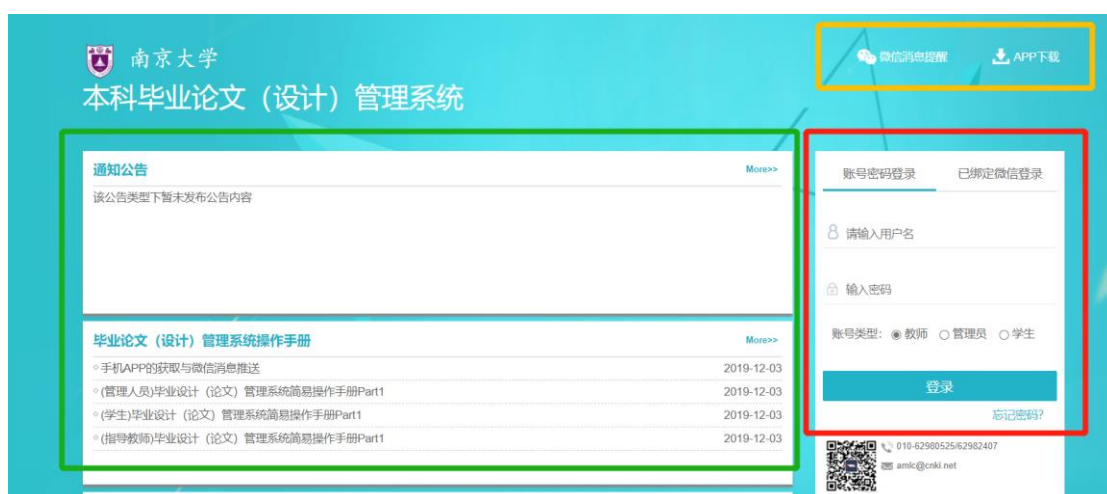 南京大学
本科毕业论文（设计）管理系统
微信消息提醒 APP下载
通知公告 More>>
该公告类型下暂未发布公告内容
毕业论文（设计）管理系统操作手册 More>>
手机APP的获取与微信消息推送 2019-12-03
(管理人员)毕业设计（论文）管理系统简易操作手册Part1 2019-12-03
(学生)毕业设计（论文）管理系统简易操作手册Part1 2019-12-03
(指导教师)毕业设计（论文）管理系统简易操作手册Part1 2019-12-03
账号密码登录 已绑定微信登录
请输入用户名
输入密码
账号类型: 教师 管理员 学生
登录
忘记密码?
010-62980525/62982407
amlc@cnki.net